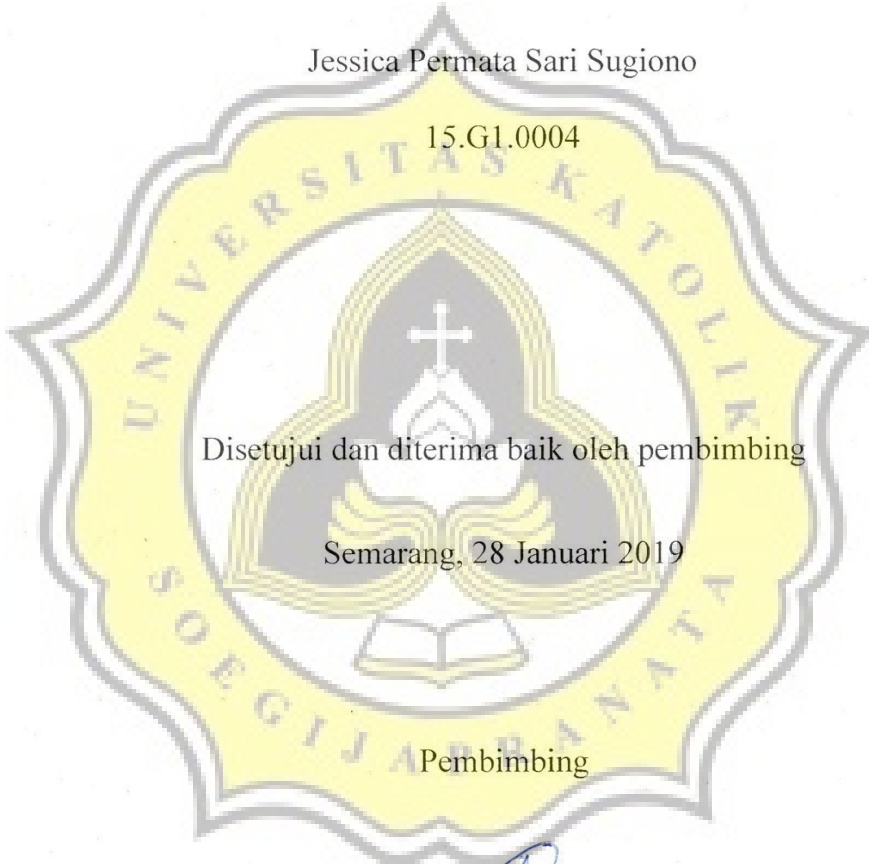 Jessica Permata Sari Sugiono
15.G1.0004
UNIVERSITAS KATOLIK
Disetujui dan diterima baik oleh pembimbing
Semarang, 28 Januari 2019
SOEGIJAPRANATA
Pembimbing